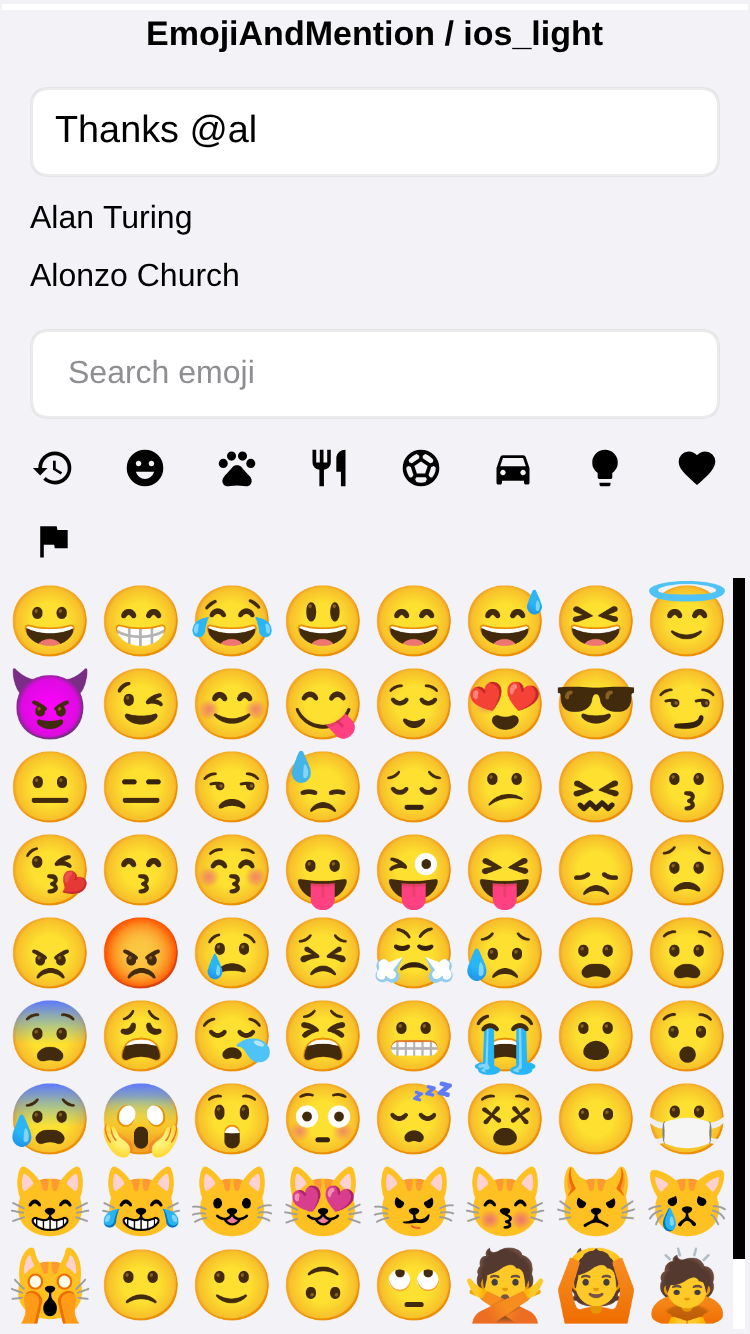 EmojiAndMention / ios_light
Thanks @al
Alan Turing
Alonzo Church
Search emoji